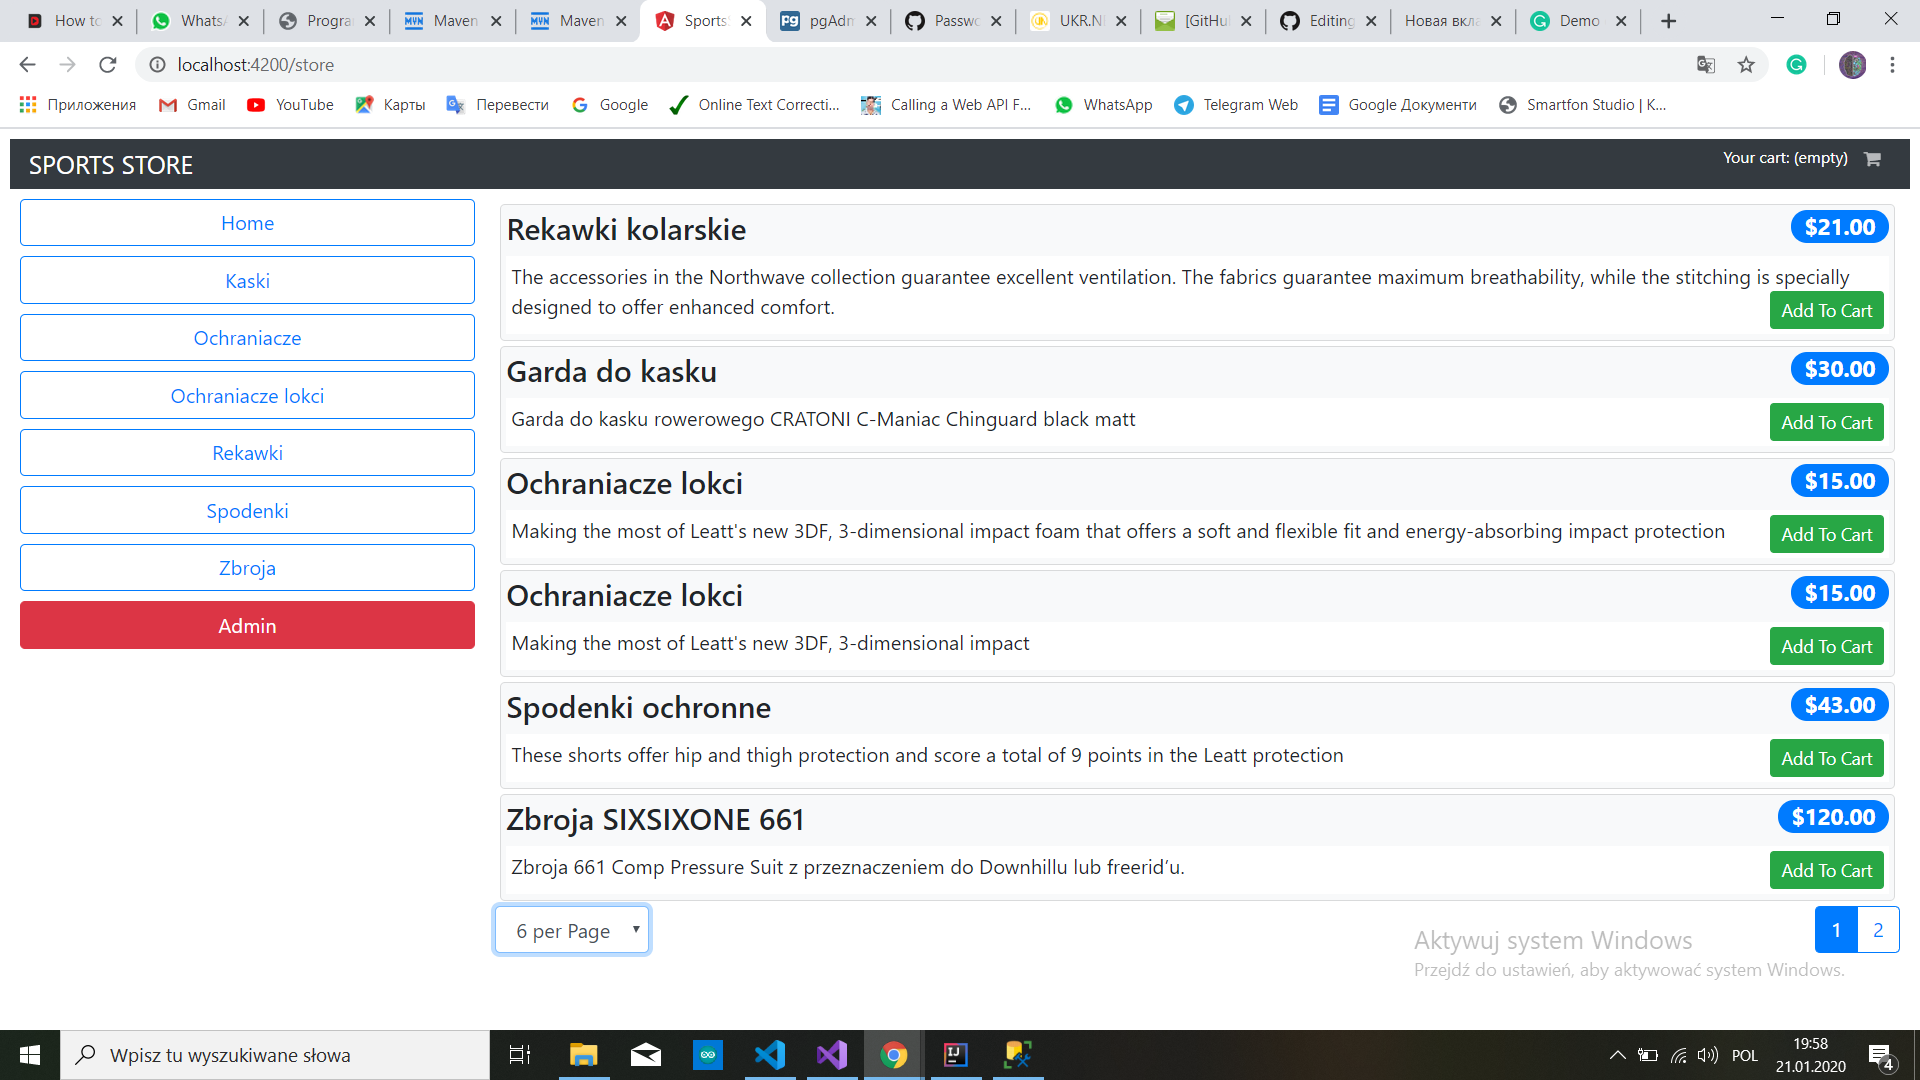 How to
WhatsA
Progra
Maven
Maven
Sports
pgAdm
Passwo
UKR.N
[GitHu
Editing
Новая вкл
Demo
localhost:4200/store
Приложения
Gmail
YouTube
Карты
Перевести
Google
Online Text Correcti...
Calling a Web API F...
WhatsApp
Telegram Web
Google Документи
Smartfon Studio | K...
SPORTS STORE
Your cart: (empty)
Home
Kaski
Ochraniacze
Ochraniacze lokci
Rekawki
Spodenki
Zbroja
Admin
Rekawki kolarskie
$21.00
The accessories in the Northwave collection guarantee excellent ventilation. The fabrics guarantee maximum breathability, while the stitching is specially
designed to offer enhanced comfort.
Add To Cart
Garda do kasku
$30.00
Garda do kasku rowerowego CRATONI C-Maniac Chinguard black matt
Add To Cart
Ochraniacze lokci
$15.00
Making the most of Leatt's new 3DF, 3-dimensional impact foam that offers a soft and flexible fit and energy-absorbing impact protection
Add To Cart
Ochraniacze lokci
$15.00
Making the most of Leatt's new 3DF, 3-dimensional impact
Add To Cart
Spodenki ochronne
$43.00
These shorts offer hip and thigh protection and score a total of 9 points in the Leatt protection
Add To Cart
Zbroja SIXSIXONE 661
$120.00
Zbroja 661 Comp Pressure Suit z przeznaczeniem do Downhillu lub freerid'u.
Add To Cart
6 per Page
1
2
Aktywuj system Windows
Przejdź do ustawień, aby aktywować system Windows.
Wpisz tu wyszukiwane słowa
POL
19:58
21.01.2020
4